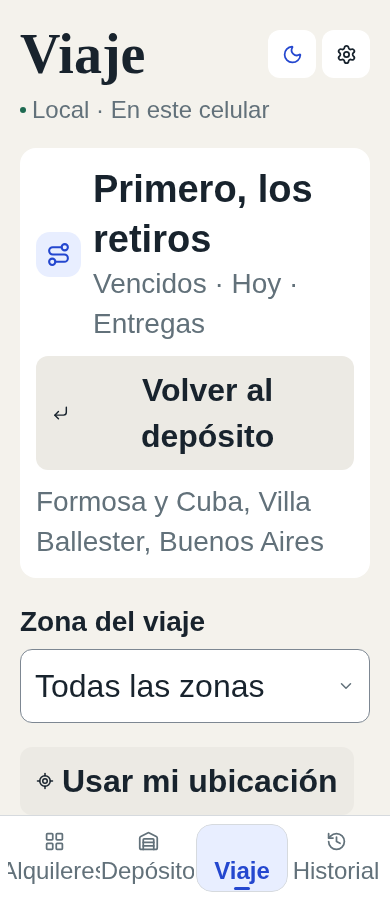 Viaje
Local · En este celular
Primero, los
retiros
Vencidos · Hoy ·
Entregas
Volver al
depósito
Formosa y Cuba, Villa
Ballester, Buenos Aires
Zona del viaje
Todas las zonas
Usar mi ubicación
Alquileres Depósito Viaje Historial